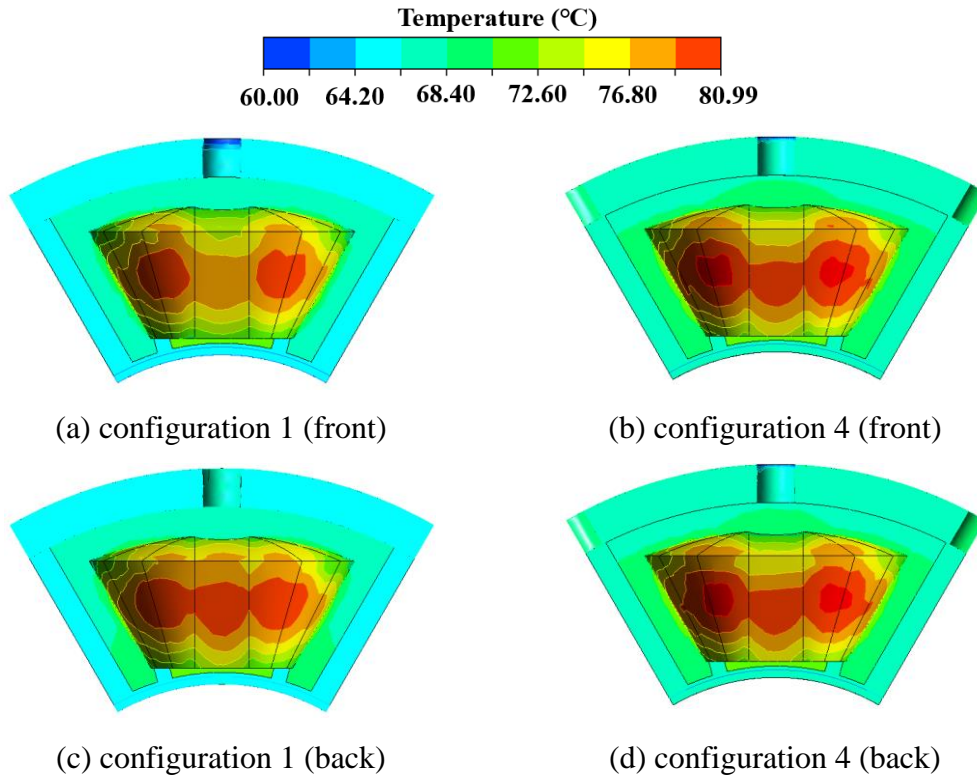 Temperature (°C)
60.00 64.20 68.40 72.60 76.80 80.99
(a) configuration 1 (front)
(b) configuration 4 (front)
(c) configuration 1 (back)
(d) configuration 4 (back)